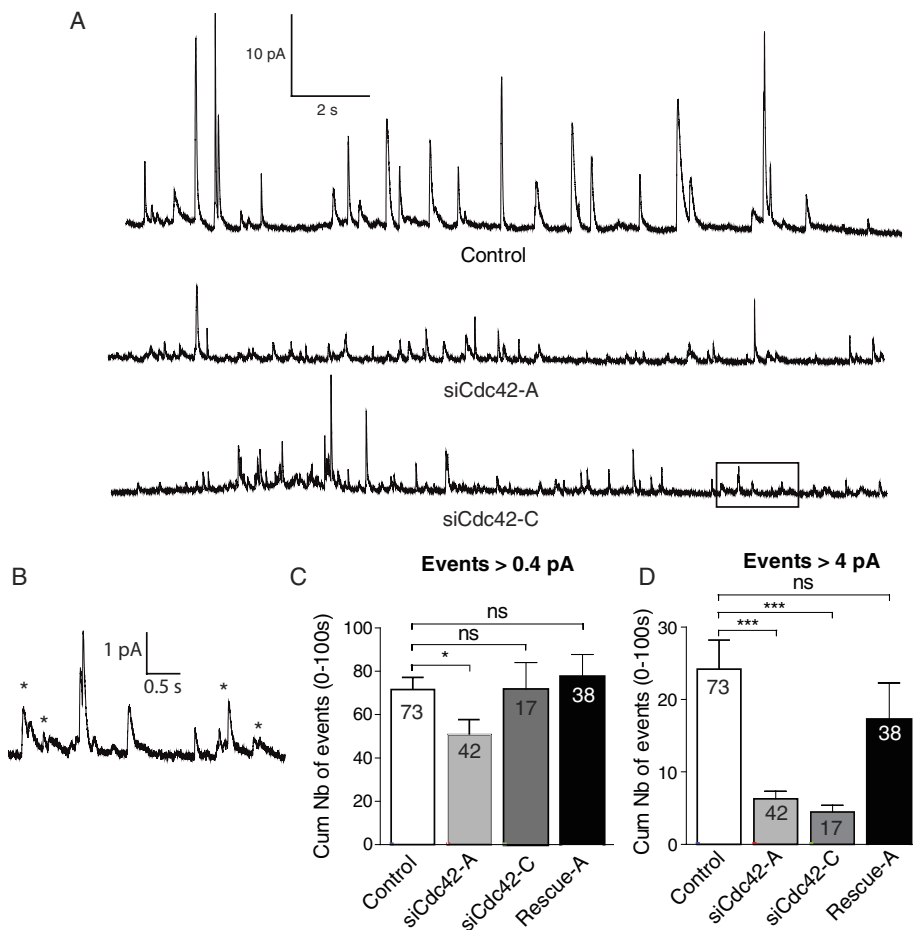 A
10 pA
2 s
Control
siCdc42-A
siCdc42-C
B
1 pA
0.5 s
*
*
*
*
C
Events > 0.4 pA
Cum Nb of events (0-100s)
100
80
60
40
20
0
ns
ns
*
73
42
17
38
Control
siCdc42-A
siCdc42-C
Rescue-A
D
Events > 4 pA
Cum Nb of events (0-100s)
30
20
10
0
ns
***
***
73
42
17
38
Control
siCdc42-A
siCdc42-C
Rescue-A